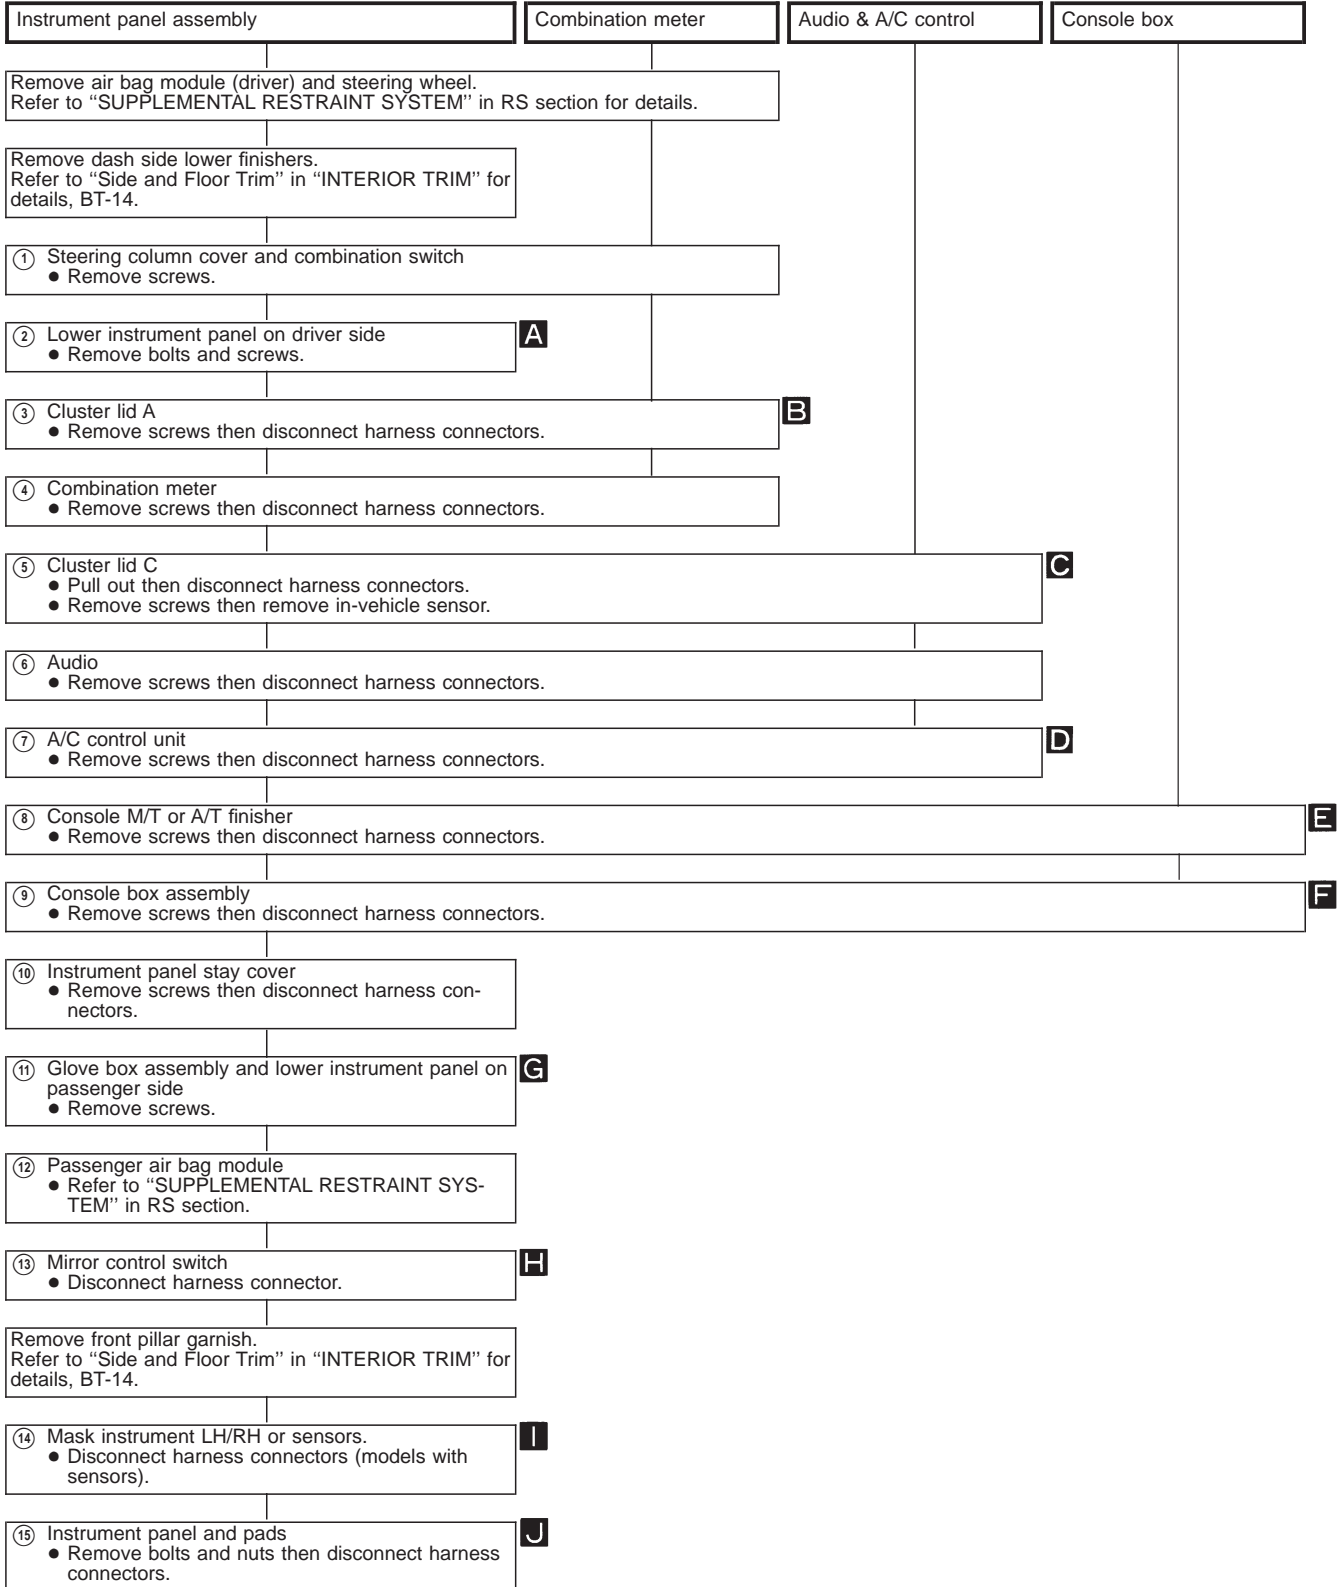 Instrument panel assembly
Combination meter
Audio & A/C control
Console box
Remove air bag module (driver) and steering wheel.
Refer to ‘‘SUPPLEMENTAL RESTRAINT SYSTEM’’ in RS section for details.
Remove dash side lower finishers.
Refer to ‘‘Side and Floor Trim’’ in ‘‘INTERIOR TRIM’’ for
details, BT-14.
① Steering column cover and combination switch
● Remove screws.
② Lower instrument panel on driver side
● Remove bolts and screws.
A
③ Cluster lid A
● Remove screws then disconnect harness connectors.
B
④ Combination meter
● Remove screws then disconnect harness connectors.
⑤ Cluster lid C
● Pull out then disconnect harness connectors.
● Remove screws then remove in-vehicle sensor.
C
⑥ Audio
● Remove screws then disconnect harness connectors.
⑦ A/C control unit
● Remove screws then disconnect harness connectors.
D
⑧ Console M/T or A/T finisher
● Remove screws then disconnect harness connectors.
E
⑨ Console box assembly
● Remove screws then disconnect harness connectors.
F
⑩ Instrument panel stay cover
● Remove screws then disconnect harness con-
nectors.
⑪ Glove box assembly and lower instrument panel on
passenger side
● Remove screws.
G
⑫ Passenger air bag module
● Refer to ‘‘SUPPLEMENTAL RESTRAINT SYS-
TEM’’ in RS section.
⑬ Mirror control switch
● Disconnect harness connector.
H
Remove front pillar garnish.
Refer to ‘‘Side and Floor Trim’’ in ‘‘INTERIOR TRIM’’ for
details, BT-14.
⑭ Mask instrument LH/RH or sensors.
● Disconnect harness connectors (models with
sensors).
I
⑮ Instrument panel and pads
● Remove bolts and nuts then disconnect harness
connectors.
J